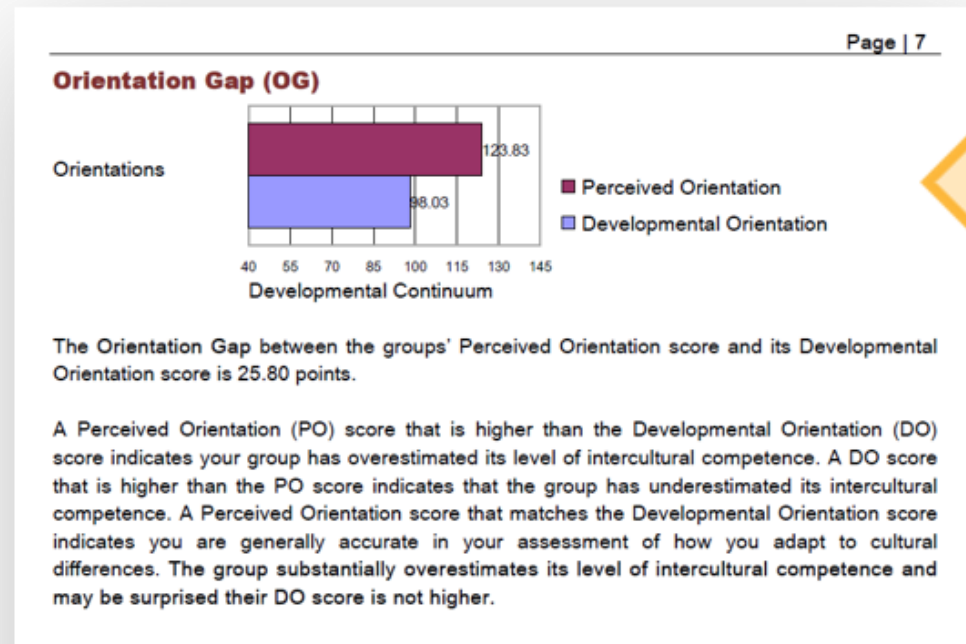 Page | 7
Orientation Gap (OG)
Orientations
123.83
98.03
Perceived Orientation
Developmental Orientation
40 55 70 85 100 115 130 145
Developmental Continuum
The Orientation Gap between the groups' Perceived Orientation score and its Developmental
Orientation score is 25.80 points.
A Perceived Orientation (PO) score that is higher than the Developmental Orientation (DO)
score indicates your group has overestimated its level of intercultural competence. A DO score
that is higher than the PO score indicates that the group has underestimated its intercultural
competence. A Perceived Orientation score that matches the Developmental Orientation score
indicates you are generally accurate in your assessment of how you adapt to cultural
differences. The group substantially overestimates its level of intercultural competence and
may be surprised their DO score is not higher.